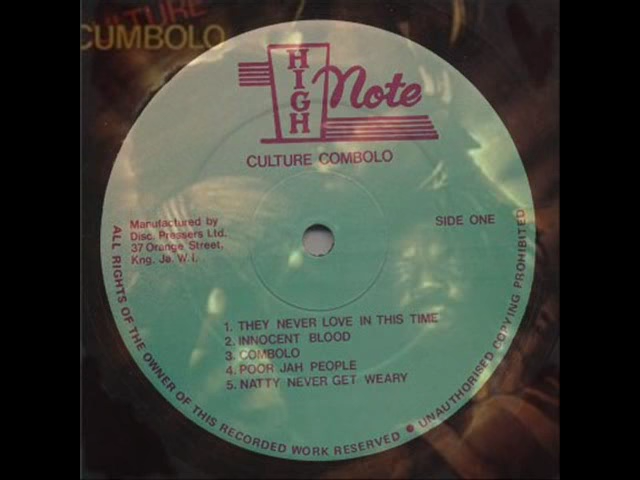 CULTURE
CUMBOLO
HIGH Note
CULTURE COMBOLO
Manufactured by
Disc. Pressers Ltd.
37 Orange Street.
Kng. Ja. W. I.
SIDE ONE
1. THEY NEVER LOVE IN THIS TIME
2. INNOCENT BLOOD
3. COMBOLO
4. POOR JAH PEOPLE
5. NATTY NEVER GET WEARY
ALL RIGHTS OF THE OWNER OF THIS RECORDED WORK RESERVED ● UNAUTHORISED COPYING PROHIBITED